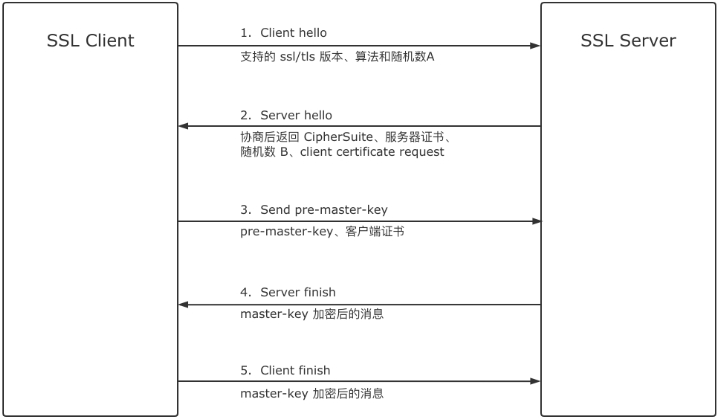 SSL Client
SSL Server
1. Client hello
支持的 ssl/tls 版本、算法和随机数A
2. Server hello
协商后返回 CipherSuite、服务器证书、
随机数 B、client certificate request
3. Send pre-master-key
pre-master-key、客户端证书
4. Server finish
master-key 加密后的消息
5. Client finish
master-key 加密后的消息